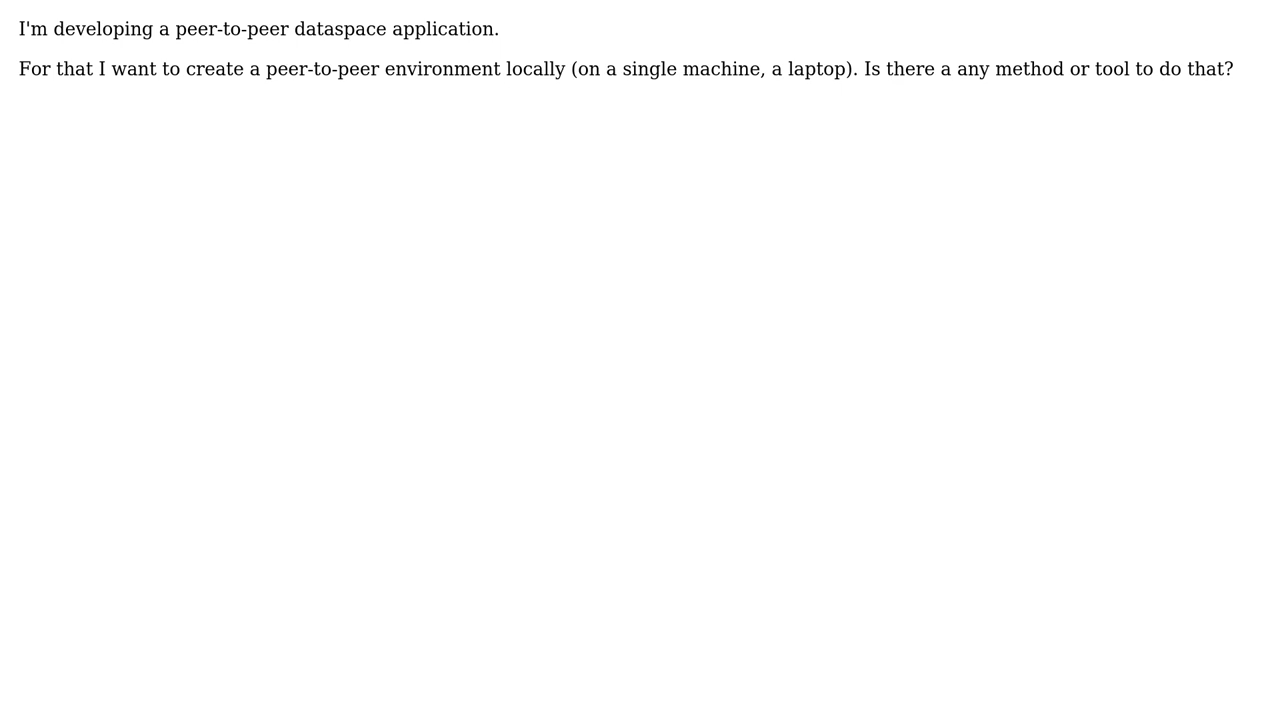 I'm developing a peer-to-peer dataspace application.
For that I want to create a peer-to-peer environment locally (on a single machine, a laptop). Is there a any method or tool to do that?